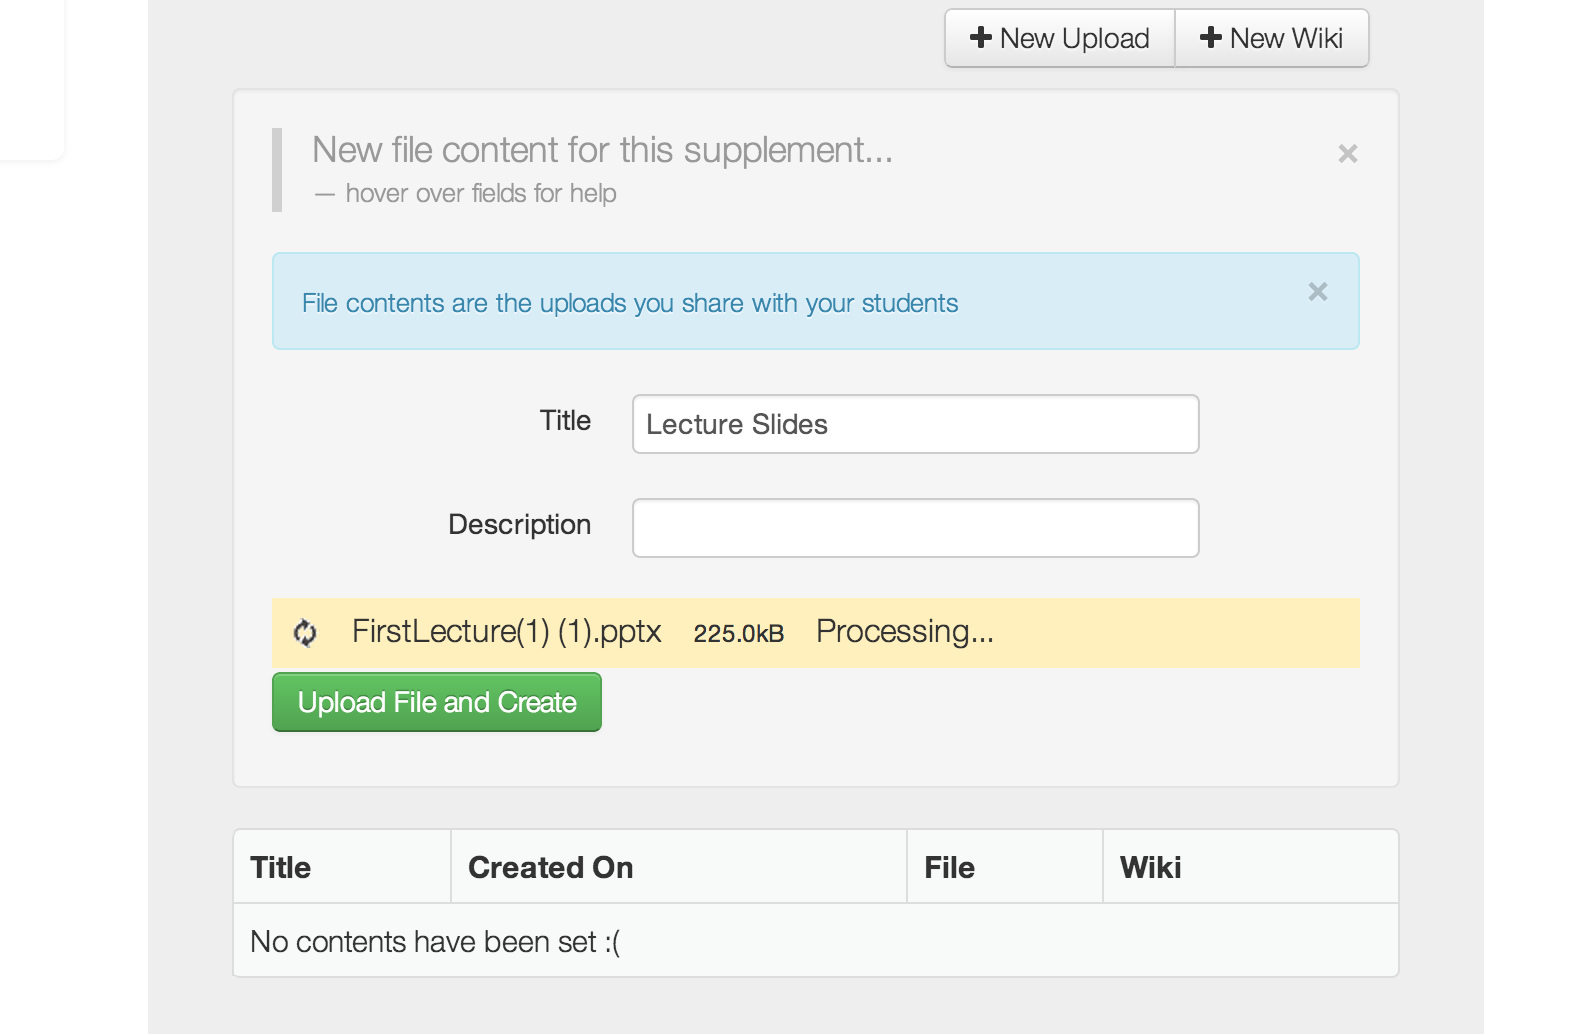 New Upload New Wiki
New file content for this supplement...
— hover over fields for help
File contents are the uploads you share with your students
Title Lecture Slides
Description
FirstLecture(1) (1).pptx 225.0kB Processing...
Upload File and Create
Title Created On File Wiki
No contents have been set :(